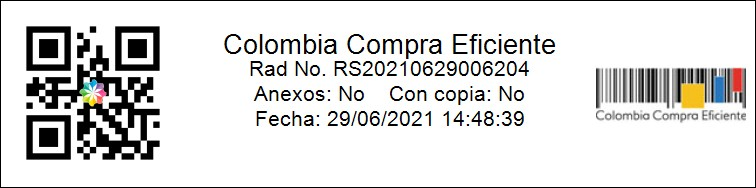 Colombia Compra Eficiente
Rad No. RS20210629006204
Anexos: No Con copia: No
Fecha: 29/06/2021 14:48:39
Colombia Compra Eficiente